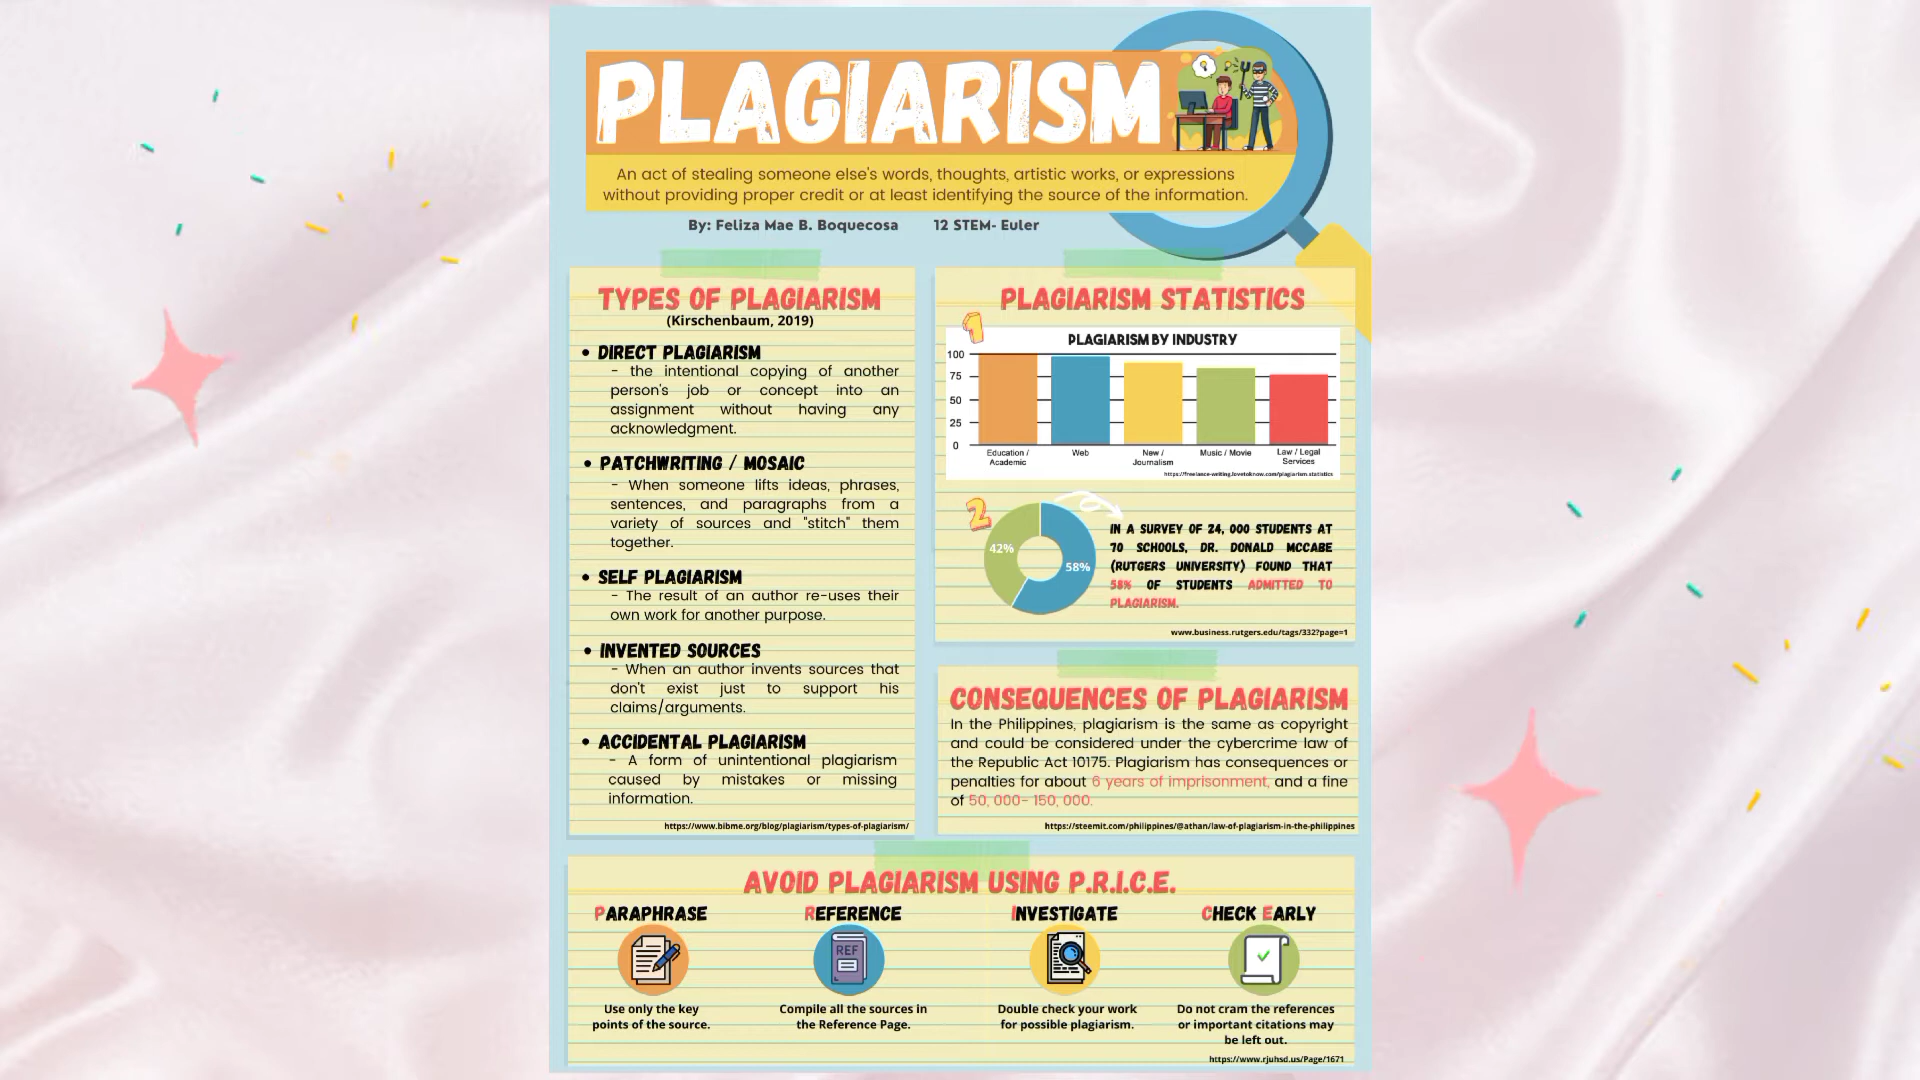 PLAGIARISM
An act of stealing someone else's words, thoughts, artistic works, or expressions
without providing proper credit or at least identifying the source of the information.
By: Feliza Mae B. Boquecosa 12 STEM- Euler
TYPES OF PLAGIARISM
(Kirschenbaum, 2019)
• DIRECT PLAGIARISM
- the intentional copying of another
person's job or concept into an
assignment without having any
acknowledgment.
• PATCHWRITING / MOSAIC
- When someone lifts ideas, phrases,
sentences, and paragraphs from a
variety of sources and "stitch" them
together.
• SELF PLAGIARISM
- The result of an author re-uses their
own work for another purpose.
• INVENTED SOURCES
- When an author invents sources that
don't exist just to support his
claims/arguments.
• ACCIDENTAL PLAGIARISM
- A form of unintentional plagiarism
caused by mistakes or missing
information.
https://www.bibme.org/blog/plagiarism/types-of-plagiarism/
PLAGIARISM STATISTICS
1
PLAGIARISM BY INDUSTRY
100
75
50
25
0
Education /
Academic
Web
New /
Journalism
Music / Movie
Law / Legal
Services
https://freelance-writing.lovetoknow.com/plagiarism.statistics
2
42%
58%
IN A SURVEY OF 24, 000 STUDENTS AT
70 SCHOOLS, DR. DONALD MCCABE
(RUTGERS UNIVERSITY) FOUND THAT
58% OF STUDENTS ADMITTED TO
PLAGIARISM.
www.business.rutgers.edu/tags/332?page=1
CONSEQUENCES OF PLAGIARISM
In the Philippines, plagiarism is the same as copyright
and could be considered under the cybercrime law of
the Republic Act 10175. Plagiarism has consequences or
penalties for about 6 years of imprisonment, and a fine
of 50, 000- 150, 000.
https://steemit.com/philippines/@athan/law-of-plagiarism-in-the-philippines
AVOID PLAGIARISM USING P.R.I.C.E.
PARAPHRASE
Use only the key
points of the source.
REFERENCE
REF
Compile all the sources in
the Reference Page.
INVESTIGATE
Double check your work
for possible plagiarism.
CHECK EARLY
Do not cram the references
or important citations may
be left out.
https://www.rjuhsd.us/Page/1671